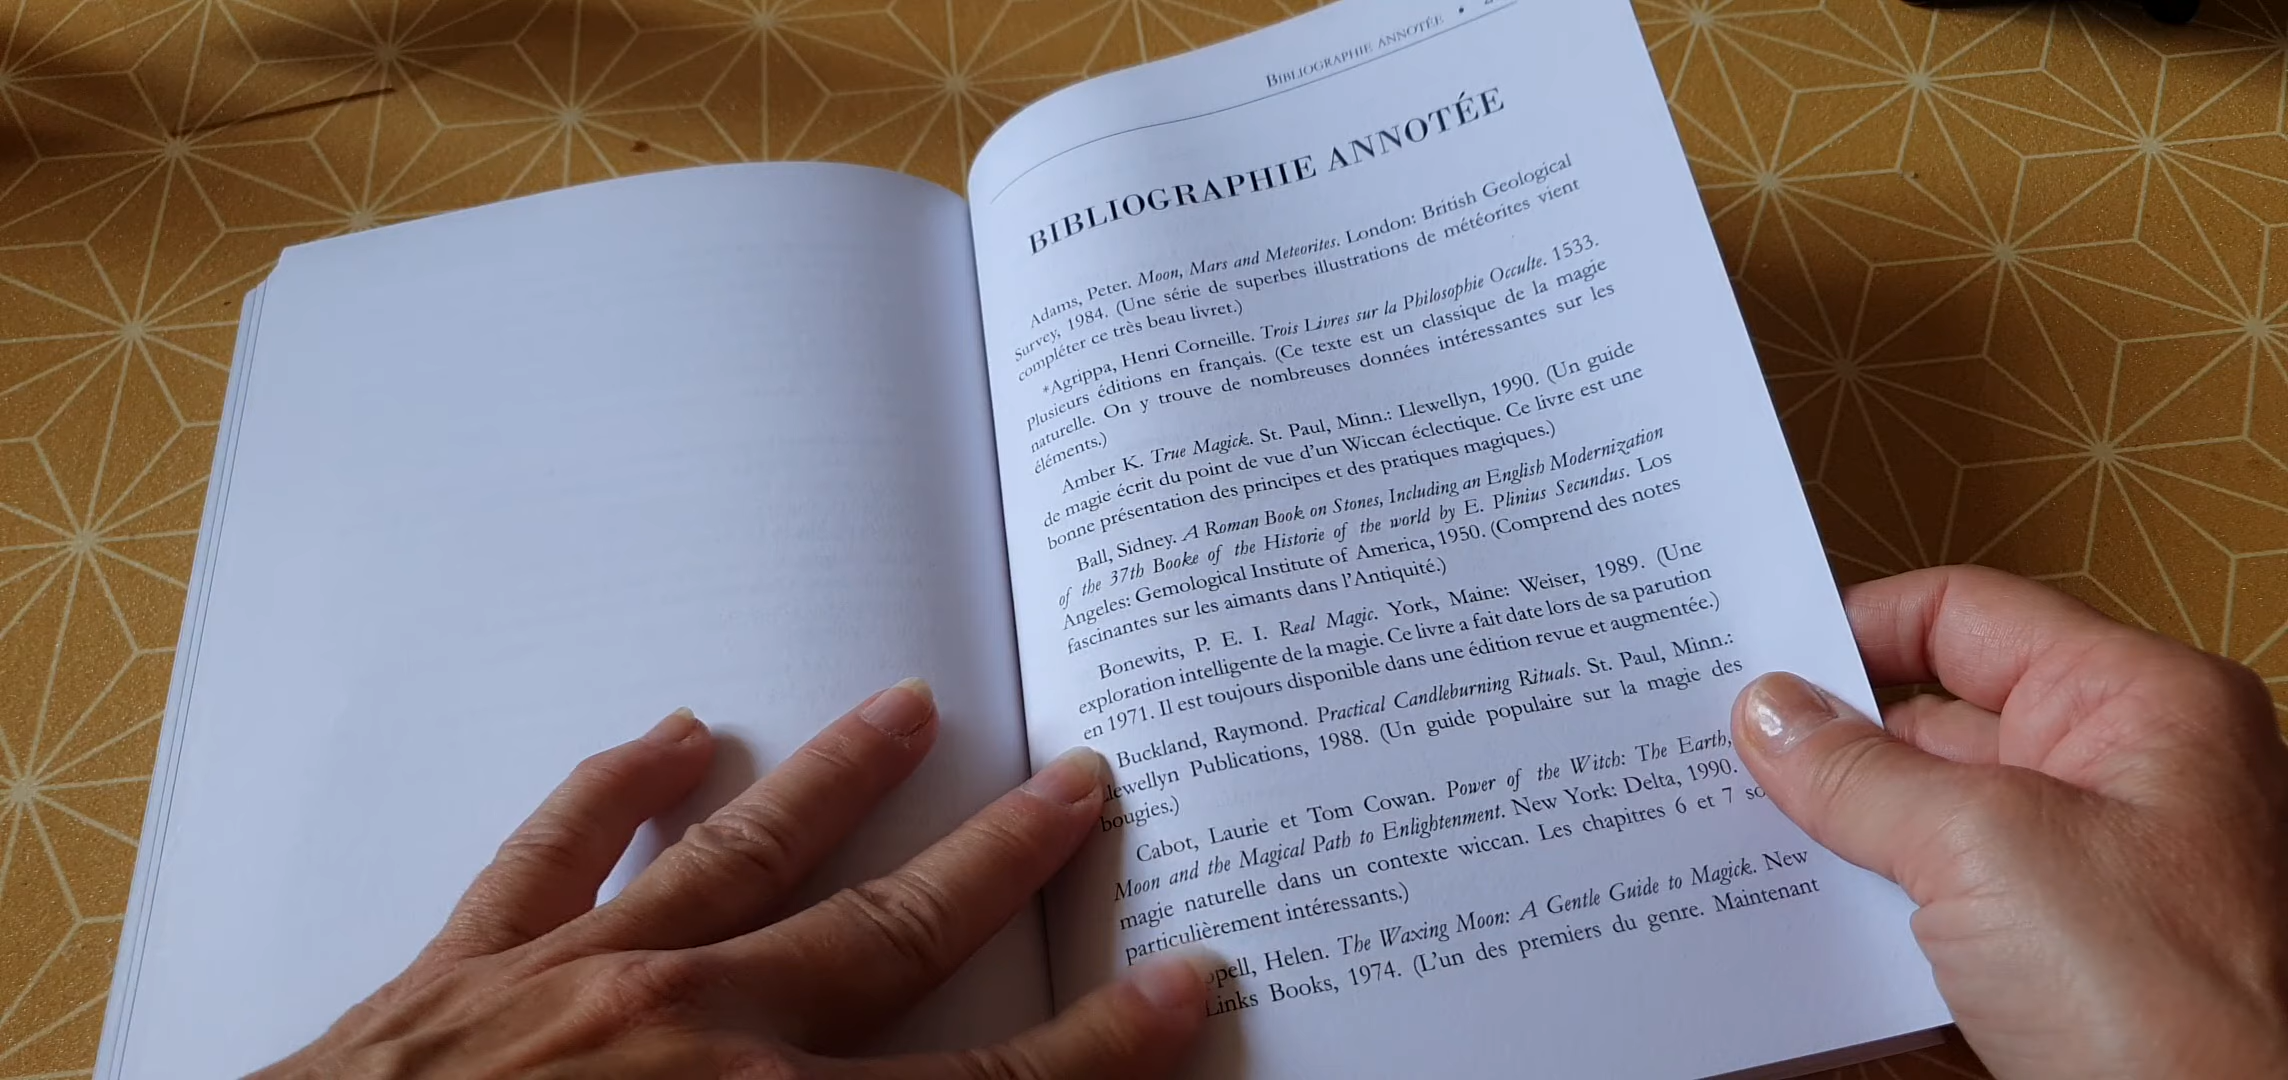 BIBLIOGRAPHIE ANNOTÉE •
BIBLIOGRAPHIE ANNOTÉE
Adams, Peter. Moon, Mars and Meteorites. London: British Geological
Survey, 1984. (Une série de superbes illustrations de météorites vient
compléter ce très beau livret.)
*Agrippa, Henri Corneille. Trois Livres sur la Philosophie Occulte. 1533.
Plusieurs éditions en français. (Ce texte est un classique de la magie
naturelle. On y trouve de nombreuses données intéressantes sur les
éléments.)
Amber K. True Magick. St. Paul, Minn.: Llewellyn, 1990. (Un guide
de magie écrit du point de vue d'un Wiccan éclectique. Ce livre est une
bonne présentation des principes et des pratiques magiques.)
Ball, Sidney. A Roman Book on Stones, Including an English Modernization
of the 37th Booke of the Historie of the world by E. Plinius Secundus. Los
Angeles: Gemological Institute of America, 1950. (Comprend des notes
fascinantes sur les aimants dans l'Antiquité.)
Bonewits, P. E. I. Real Magic. York, Maine: Weiser, 1989. (Une
exploration intelligente de la magie. Ce livre a fait date lors de sa parution
en 1971. Il est toujours disponible dans une édition revue et augmentée.)
Buckland, Raymond. Practical Candleburning Rituals. St. Paul, Minn.:
Llewellyn Publications, 1988. (Un guide populaire sur la magie des
bougies.)
Cabot, Laurie et Tom Cowan. Power of the Witch: The Earth,
Moon and the Magical Path to Enlightenment. New York: Delta, 1990.
magie naturelle dans un contexte wiccan. Les chapitres 6 et 7
particulièrement intéressants.)
Helen. The Waxing Moon: A Gentle Guide to Magick. New
Links Books, 1974. (L'un des premiers du genre. Maintenant